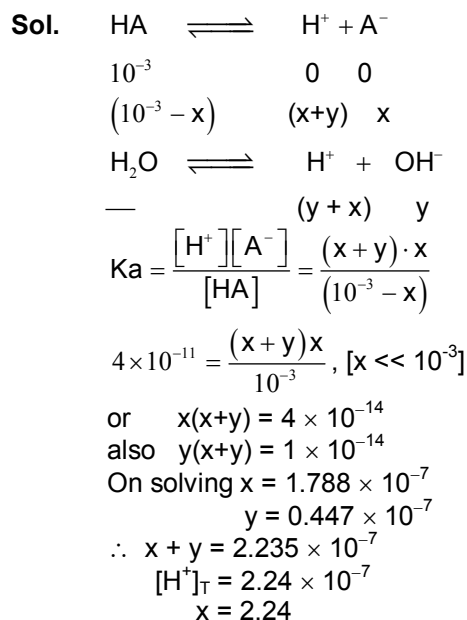 Sol. HA ⇌ H⁺ + A⁻
10⁻³ 0 0
(10⁻³ – x) (x+y) x
H₂O ⇌ H⁺ + OH⁻
— (y + x) y
Ka = [H⁺][A⁻] / [HA] = (x + y)·x / (10⁻³ – x)
4×10⁻¹¹ = (x + y)x / 10⁻³ , [x << 10⁻³]
or x(x+y) = 4 × 10⁻¹⁴
also y(x+y) = 1 × 10⁻¹⁴
On solving x = 1.788 × 10⁻⁷
y = 0.447 × 10⁻⁷
∴ x + y = 2.235 × 10⁻⁷
[H⁺]T = 2.24 × 10⁻⁷
x = 2.24